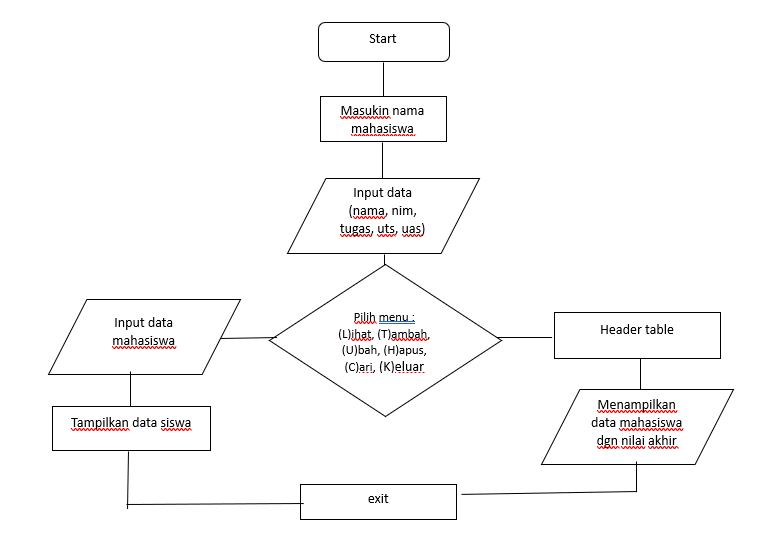 Start
Masukin nama
mahasiswa
Input data
(nama, nim,
tugas, uts, uas)
Pilih menu :
(L)ihat, (T)ambah,
(U)bah, (H)apus,
(C)ari, (K)eluar
Input data
mahasiswa
Tampilkan data siswa
Header table
Menampilkan
data mahasiswa
dgn nilai akhir
exit